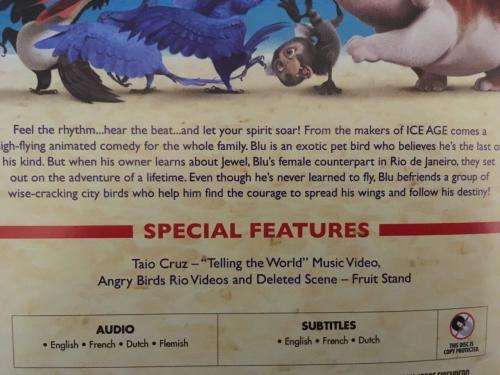 Feel the rhythm...hear the beat...and let your spirit soar! From the makers of ICE AGE comes a
high-flying animated comedy for the whole family. Blu is an exotic pet bird who believes he's the last of
his kind. But when his owner learns about Jewel, Blu's female counterpart in Rio de Janeiro, they set
out on the adventure of a lifetime. Even though he's never learned to fly, Blu befriends a group of
wise-cracking city birds who help him find the courage to spread his wings and follow his destiny!
SPECIAL FEATURES
Taio Cruz – “Telling the World” Music Video,
Angry Birds Rio Videos and Deleted Scene – Fruit Stand
AUDIO
• English • French • Dutch • Flemish
SUBTITLES
• English • French • Dutch
THIS DISC IS
COPY PROTECTED